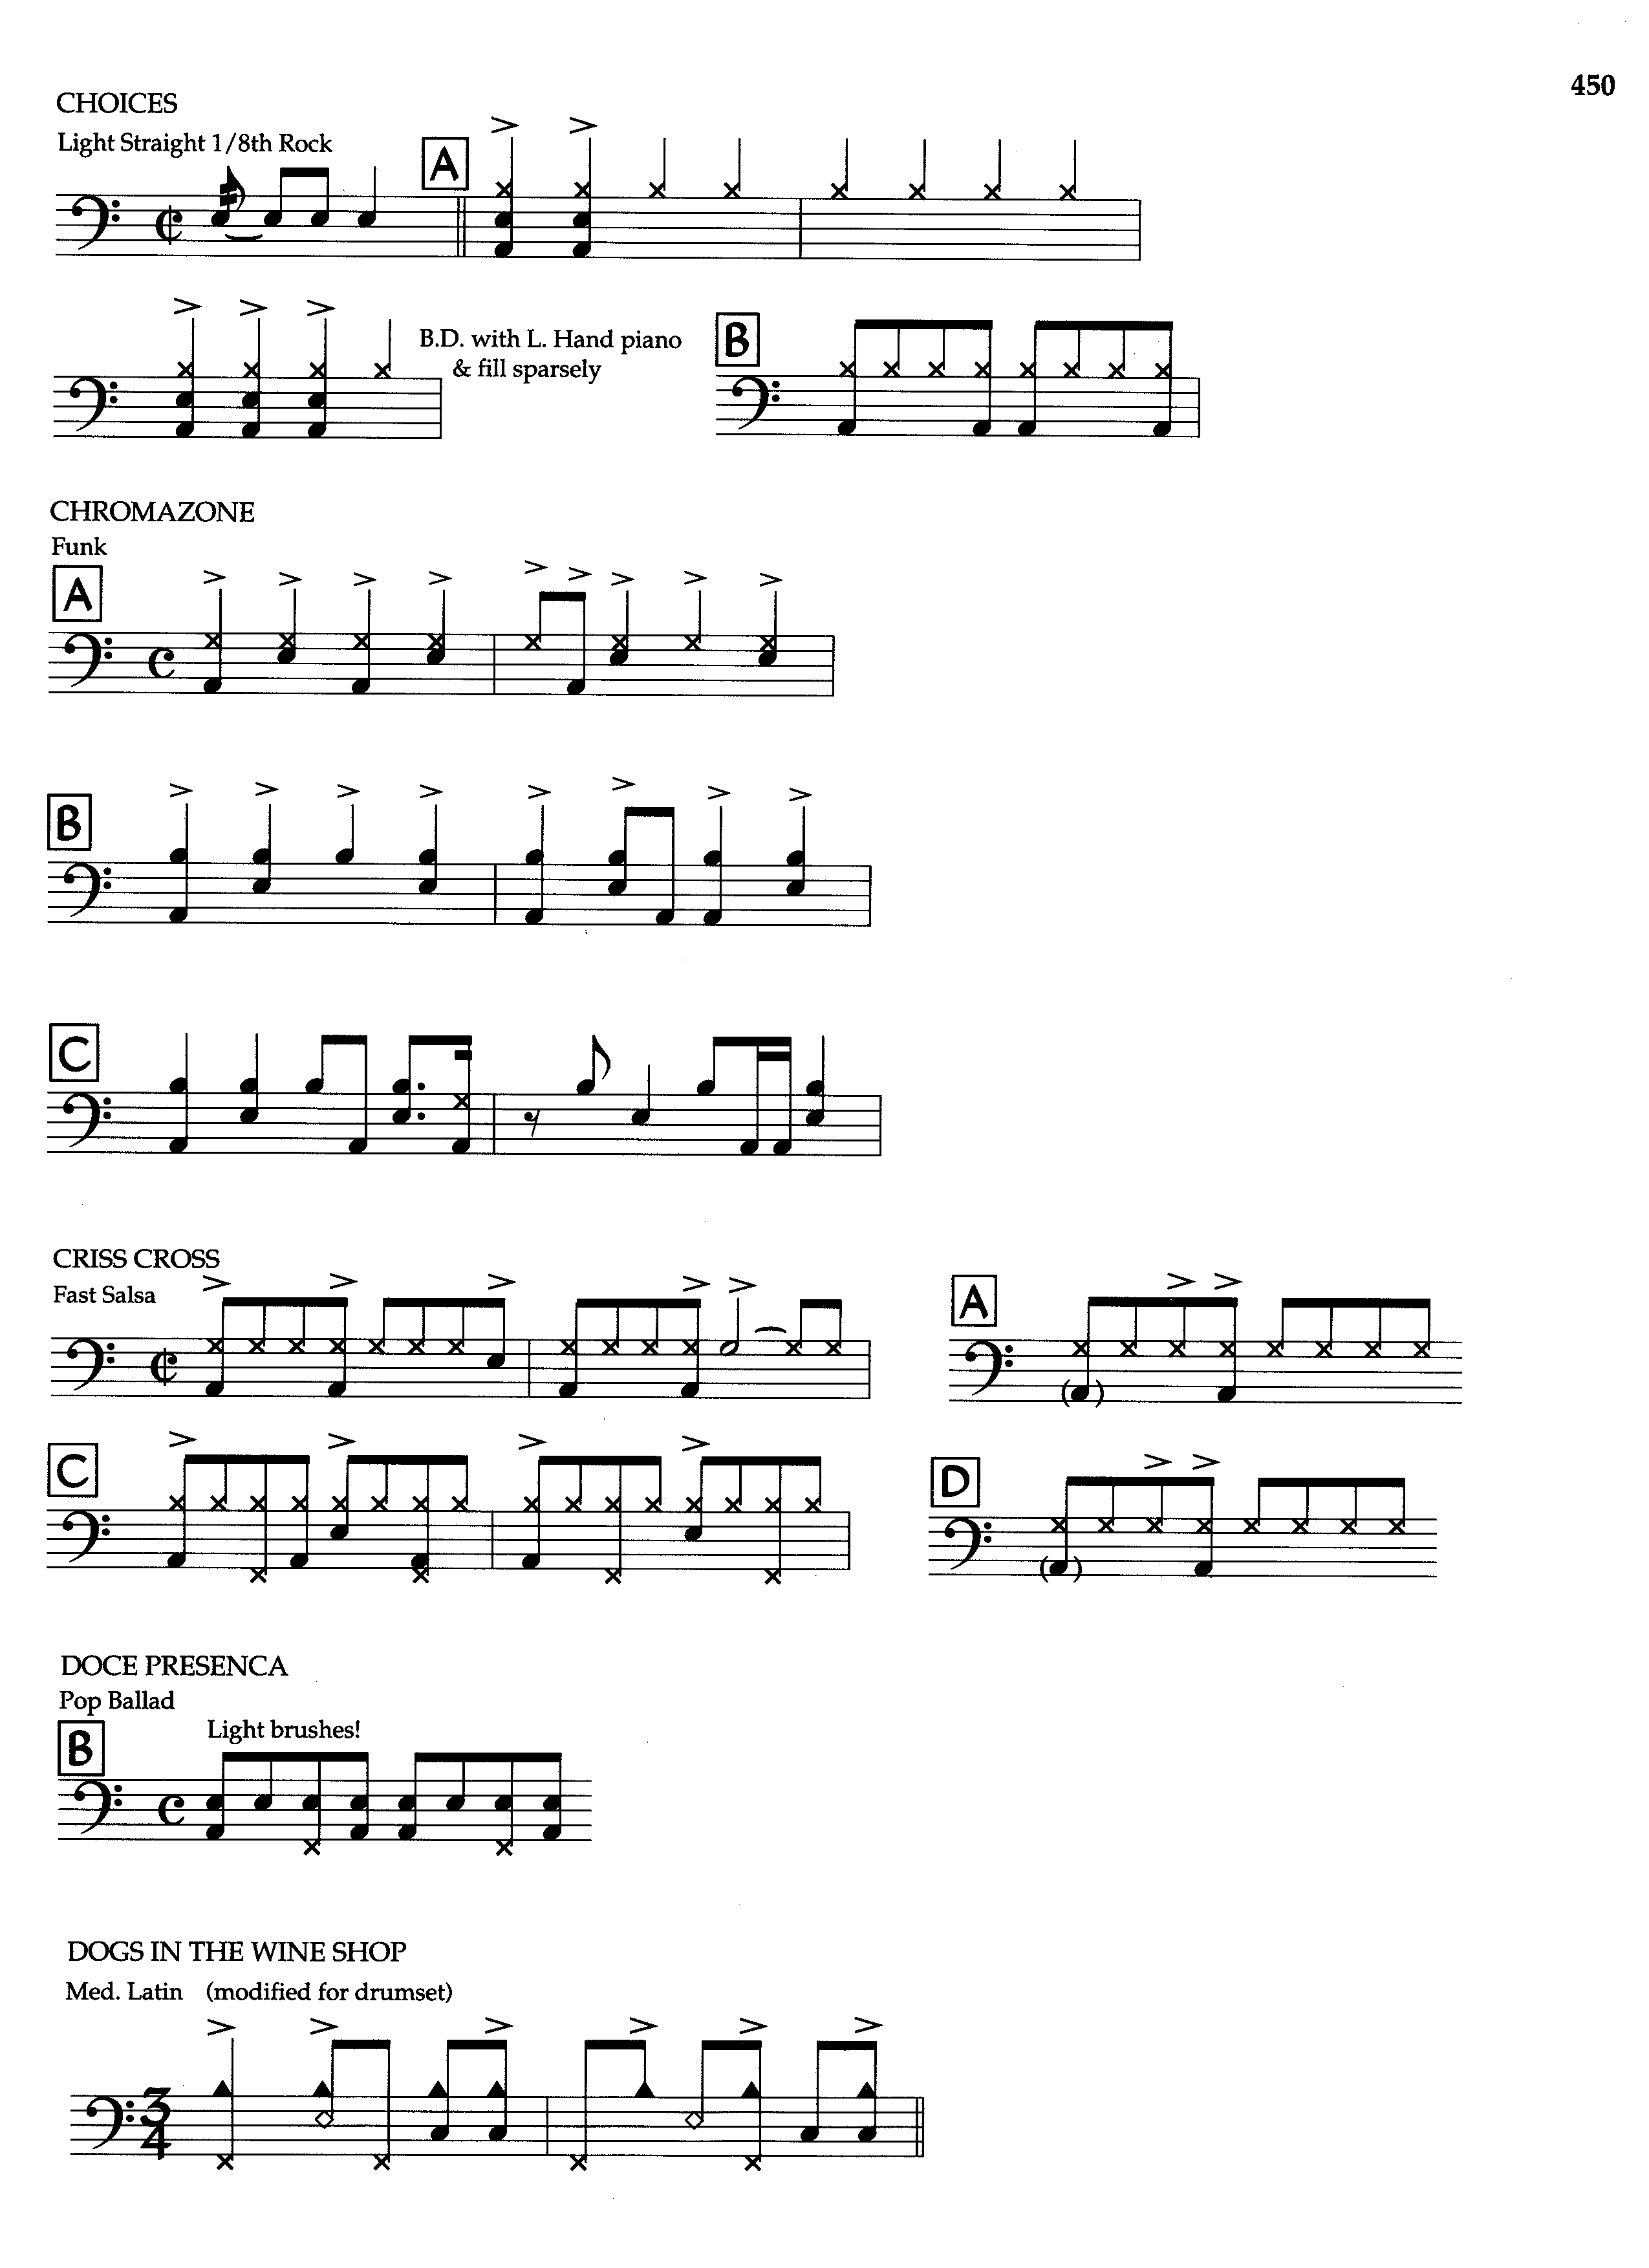 450
CHOICES
Light Straight 1/8th Rock
A
B.D. with L. Hand piano
& fill sparsely
B
CHROMAZONE
Funk
A
B
C
CRISS CROSS
Fast Salsa
A
C
D
DOCE PRESENCA
Pop Ballad
B
Light brushes!
DOGS IN THE WINE SHOP
Med. Latin (modified for drumset)
3
4